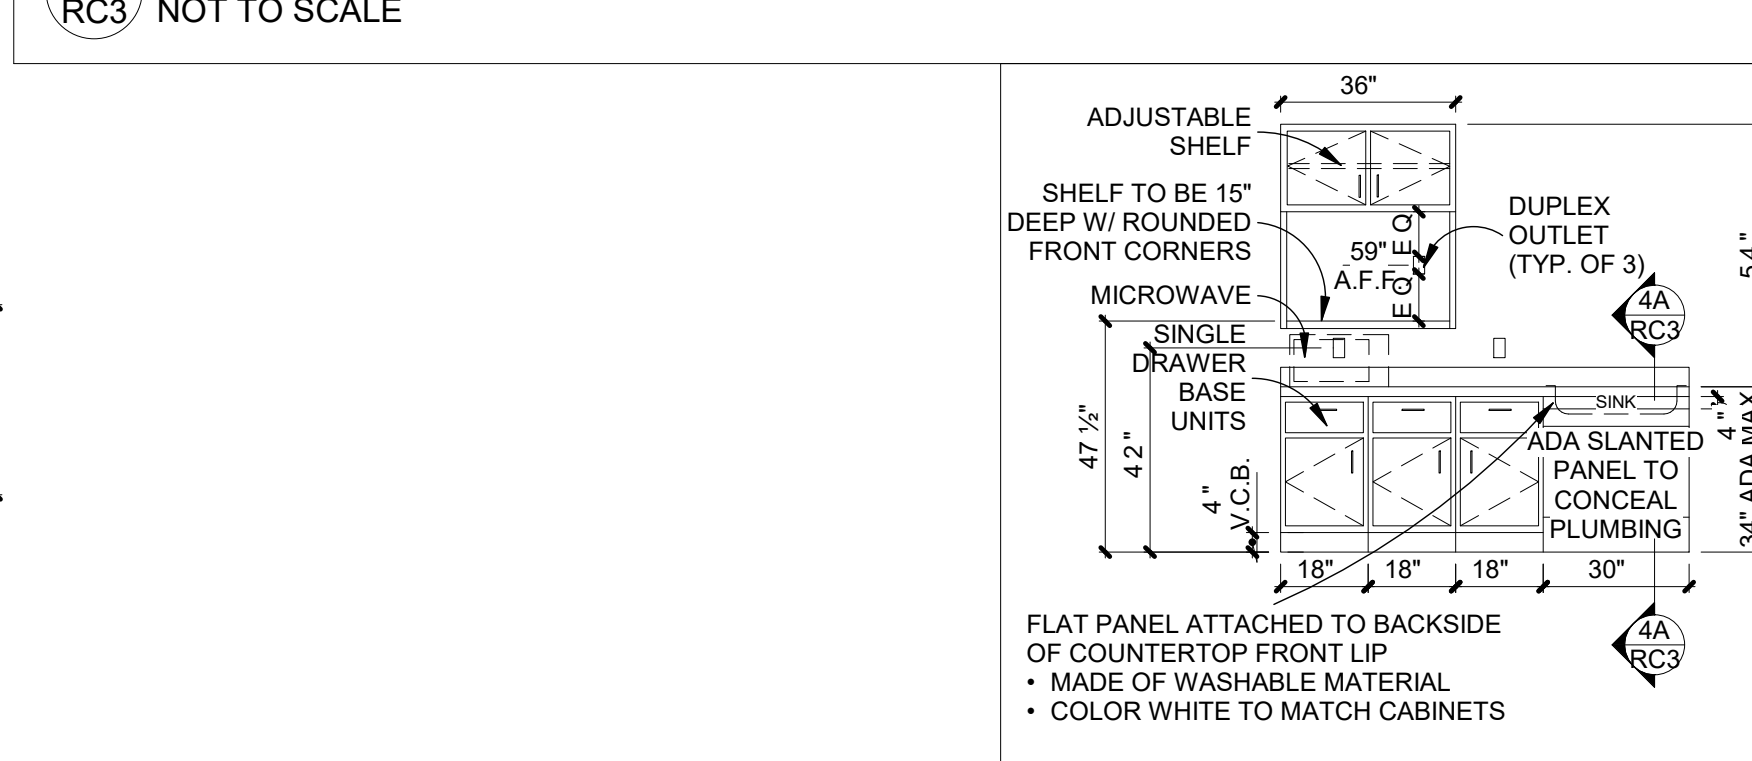 RC3
NOT TO SCALE
36"
ADJUSTABLE
SHELF
SHELF TO BE 15"
DEEP W/ ROUNDED
FRONT CORNERS
MICROWAVE
SINGLE
DRAWER
BASE
UNITS
E Q
59"
A.F.F.
E Q
DUPLEX
OUTLET
(TYP. OF 3)
54"
4A
RC3
47 ½"
42"
4"
V.C.B.
SINK
ADA SLANTED
PANEL TO
CONCEAL
PLUMBING
4"
34" ADA MAX
18"
18"
18"
30"
4A
RC3
FLAT PANEL ATTACHED TO BACKSIDE
OF COUNTERTOP FRONT LIP
• MADE OF WASHABLE MATERIAL
• COLOR WHITE TO MATCH CABINETS